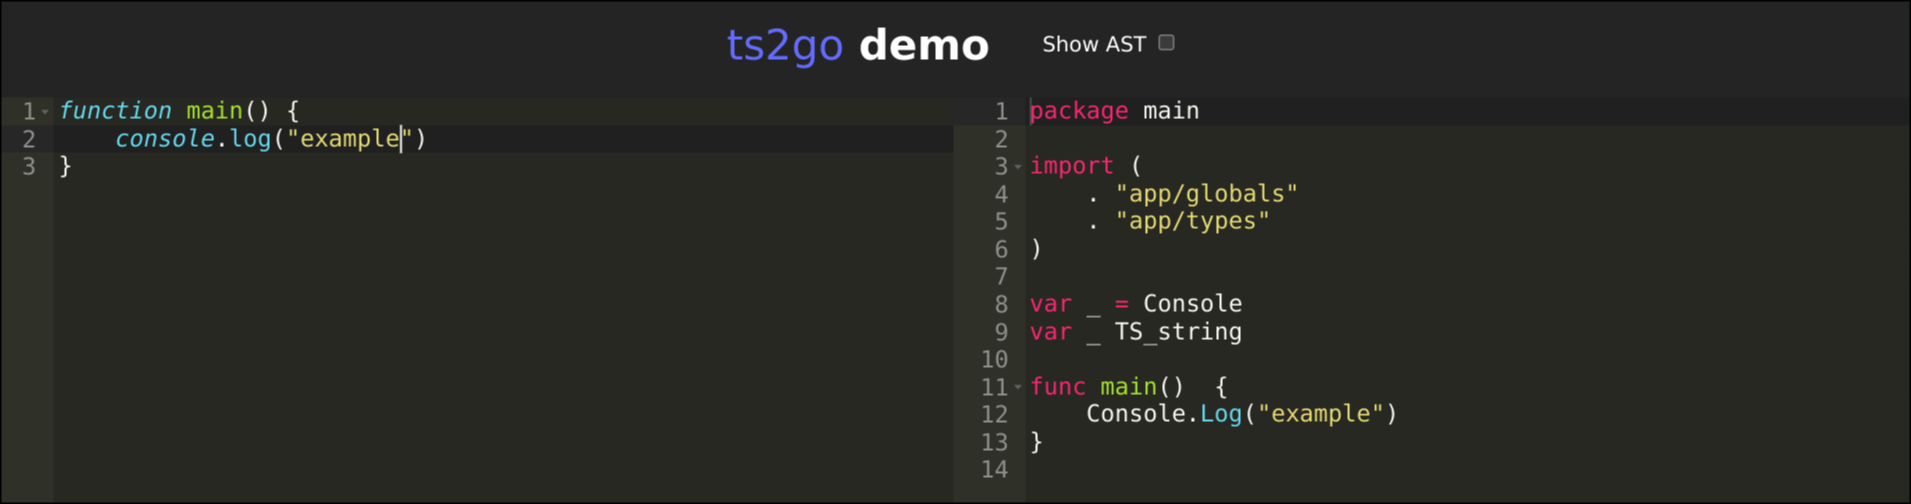 ts2go demo Show AST
1 function main() {
2     console.log("example")
3 }
1 package main
2
3 import (
4     . "app/globals"
5     . "app/types"
6 )
7
8 var _ = Console
9 var _ TS_string
10
11 func main()  {
12     Console.Log("example")
13 }
14